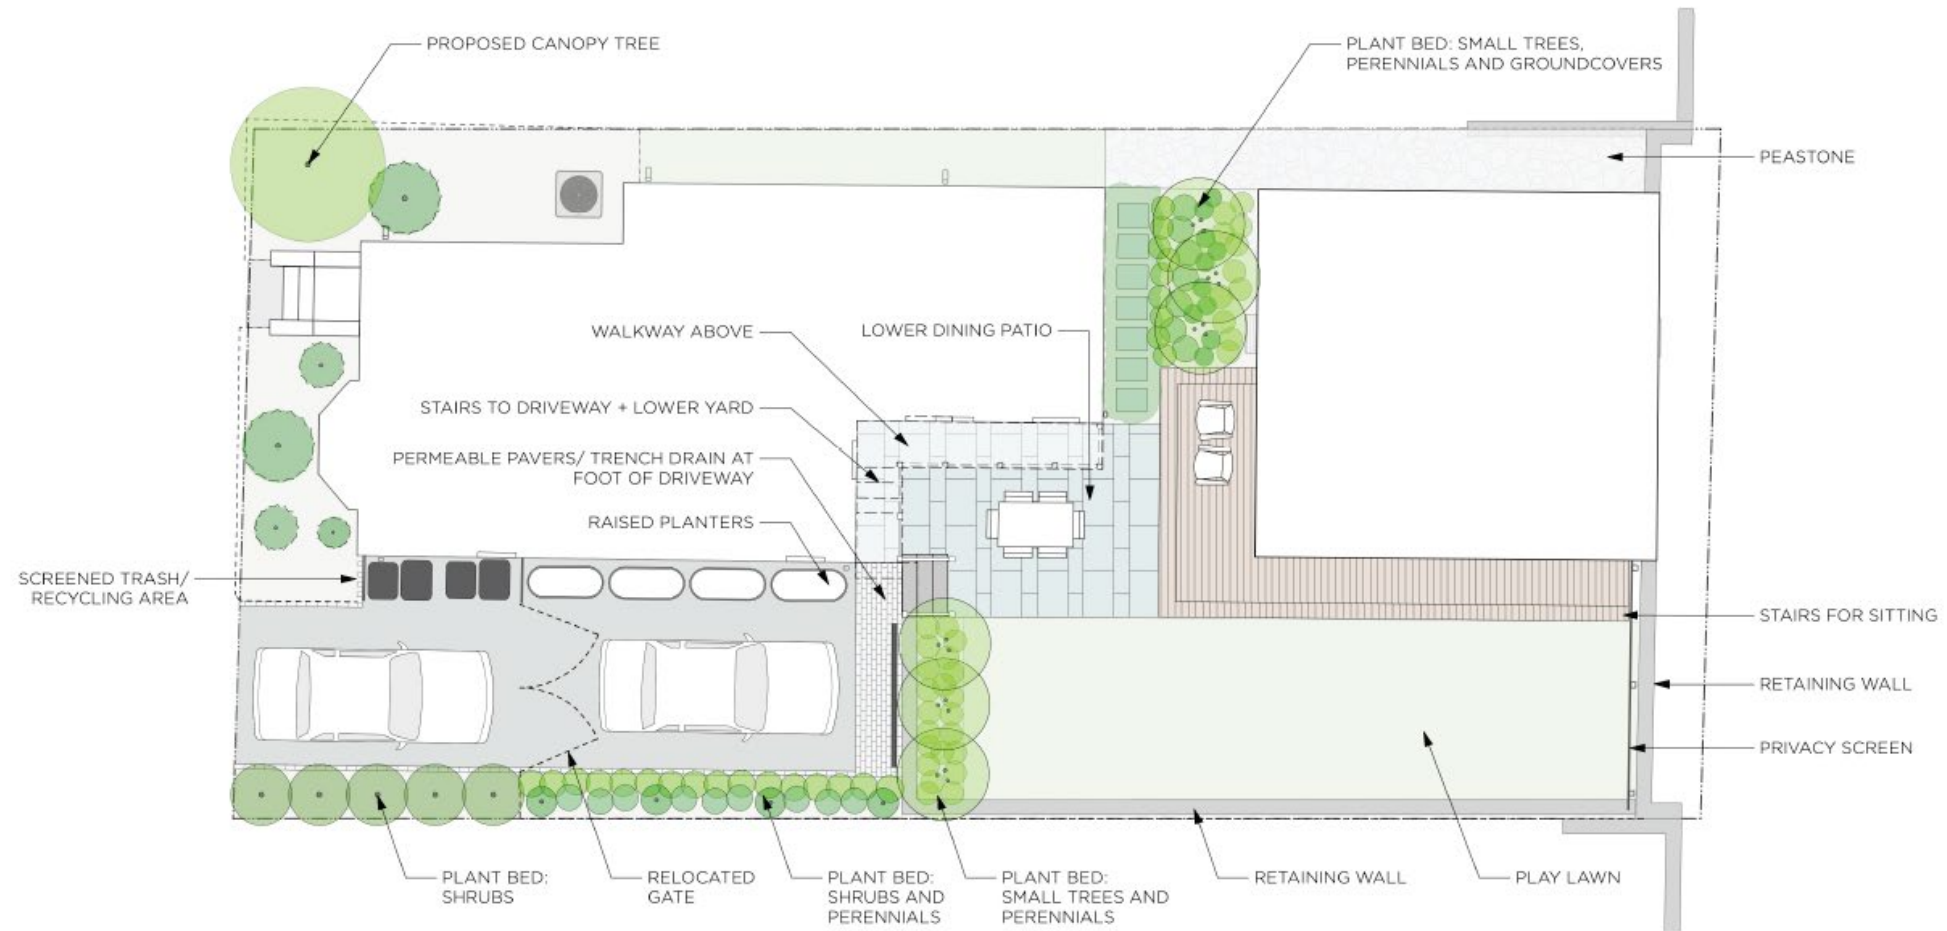 PROPOSED CANOPY TREE
PLANT BED: SMALL TREES,
PERENNIALS AND GROUNDCOVERS
PEASTONE
WALKWAY ABOVE
LOWER DINING PATIO
STAIRS TO DRIVEWAY + LOWER YARD
PERMEABLE PAVERS/ TRENCH DRAIN AT
FOOT OF DRIVEWAY
RAISED PLANTERS
SCREENED TRASH/
RECYCLING AREA
STAIRS FOR SITTING
RETAINING WALL
PRIVACY SCREEN
PLANT BED:
SHRUBS
RELOCATED
GATE
PLANT BED:
SHRUBS AND
PERENNIALS
PLANT BED:
SMALL TREES AND
PERENNIALS
RETAINING WALL
PLAY LAWN